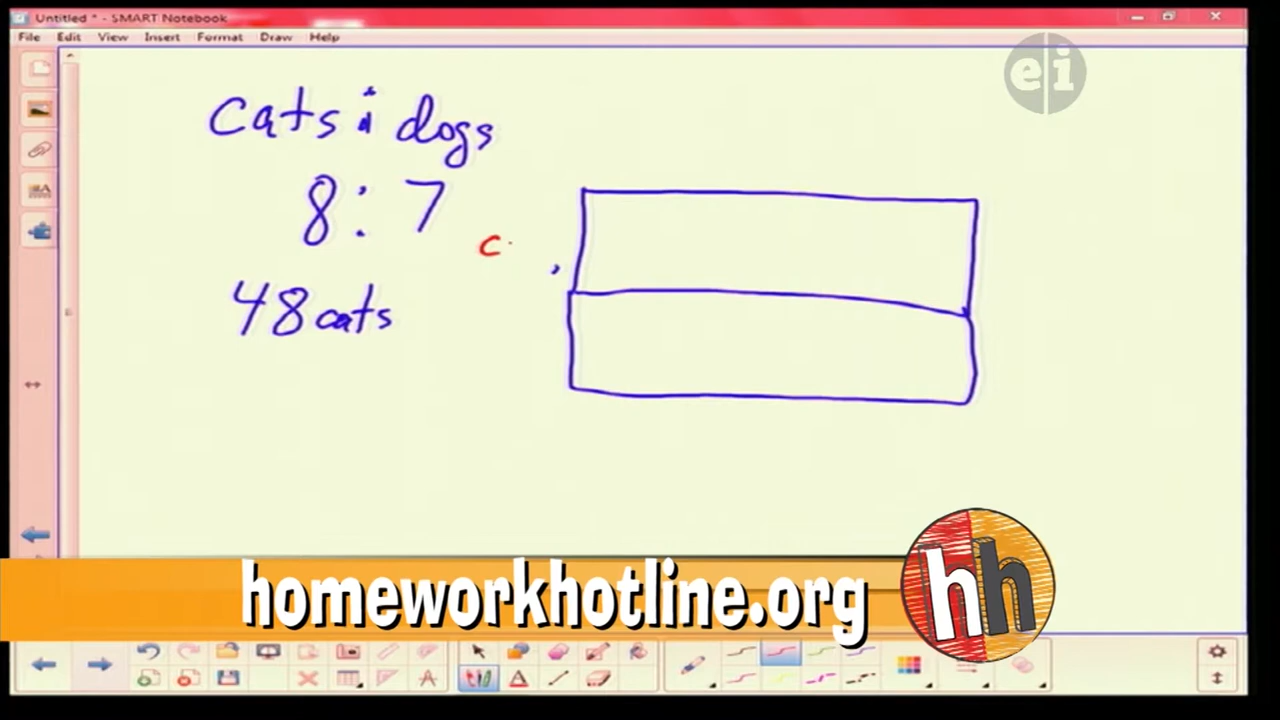 Untitled * - SMART Notebook
File Edit View Insert Format Draw Help
ei
cats : dogs
8 : 7
c
48 cats
homeworkhotline.org
hh